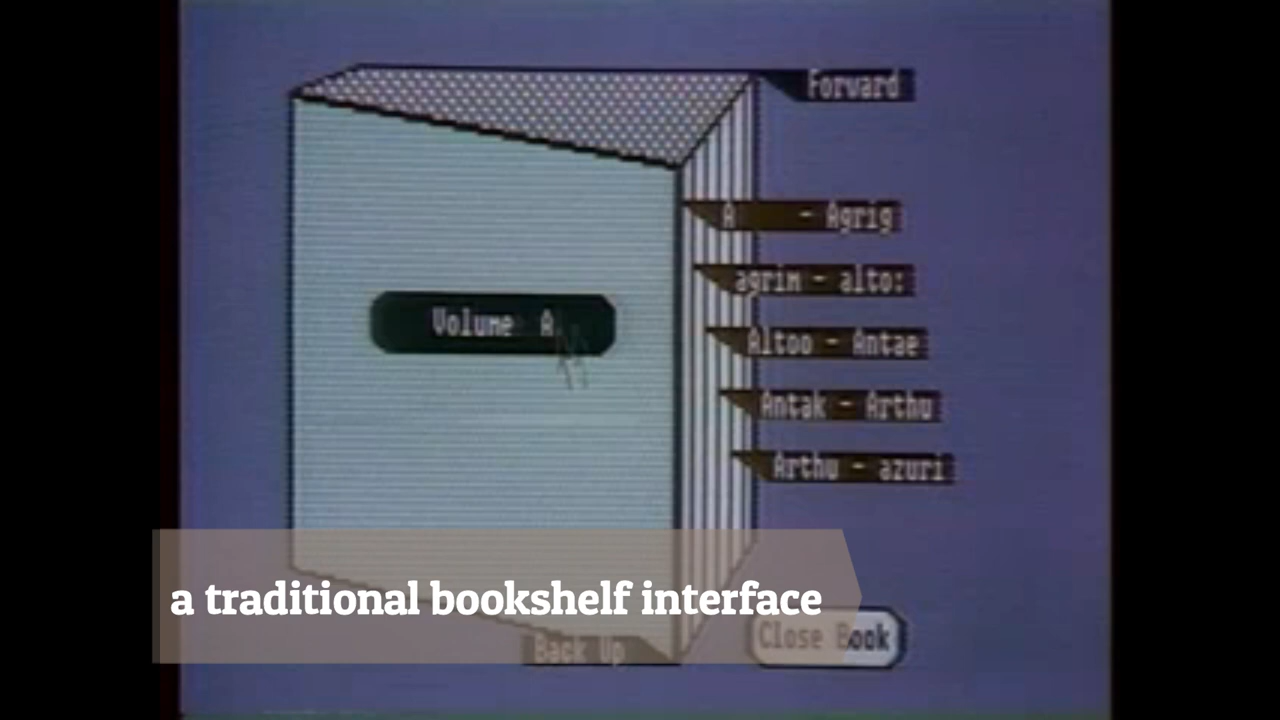 Forward
A - Agrig
agrim - alto:
Altoo - Antae
Volume A
Antak - Arthu
Arthu - azuri
a traditional bookshelf interface
Close Book
Back Up